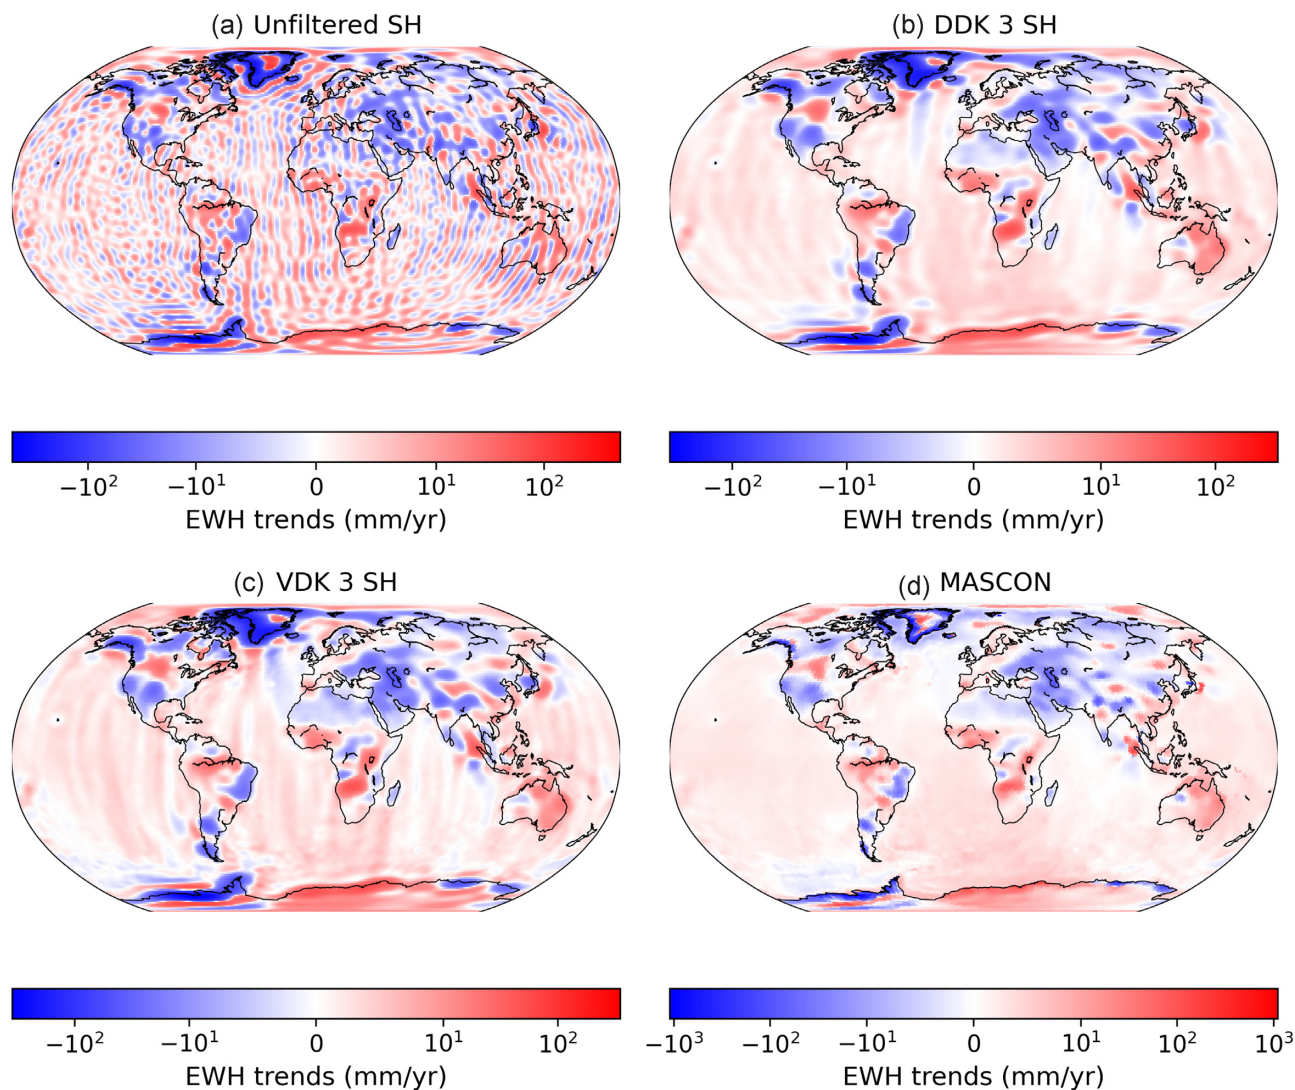 (a) Unfiltered SH
(b) DDK 3 SH
−10² −10¹ 0 10¹ 10²
EWH trends (mm/yr)
−10² −10¹ 0 10¹ 10²
EWH trends (mm/yr)
(c) VDK 3 SH
(d) MASCON
−10² −10¹ 0 10¹ 10²
EWH trends (mm/yr)
−10³ −10² −10¹ 0 10¹ 10² 10³
EWH trends (mm/yr)